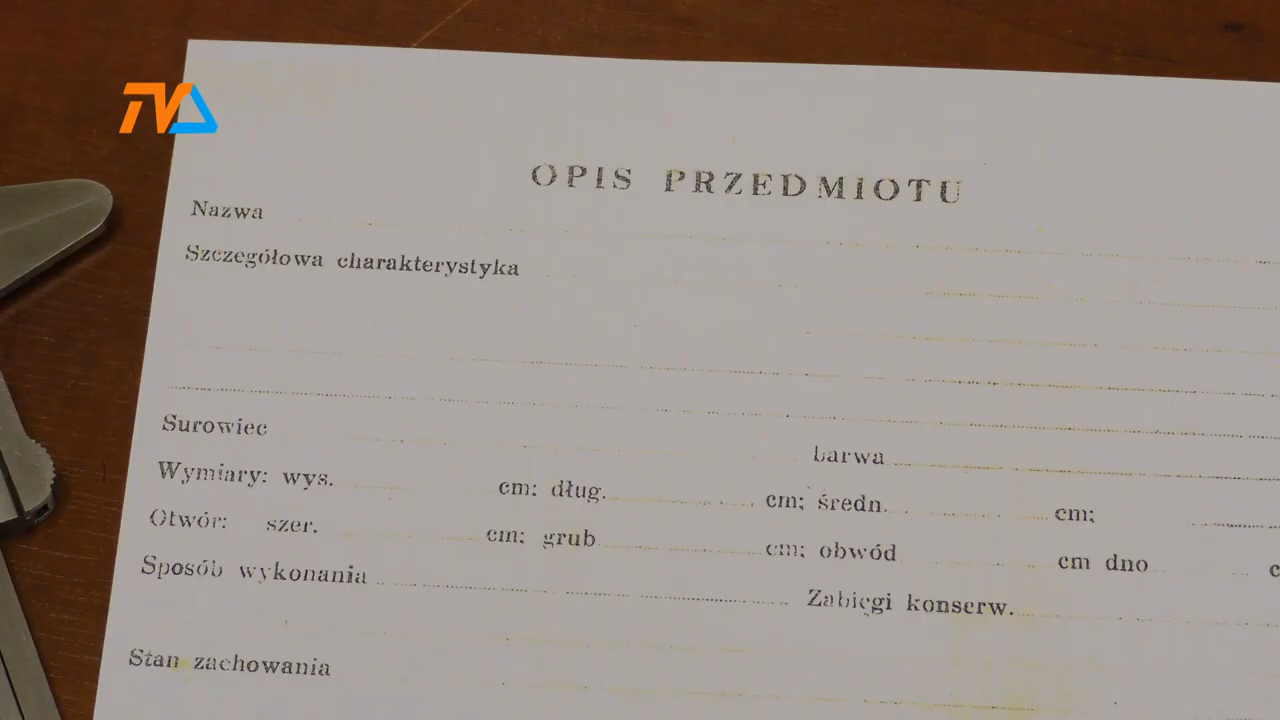 TVA
OPIS PRZEDMIOTU
Nazwa
Szczegółowa charakterystyka
Surowiec barwa
Wymiary: wys. cm; dług. cm; średn. cm;
Otwór: szer. cm; grub cm; obwód cm dno c
Sposób wykonania Zabiegi konserw.
Stan zachowania